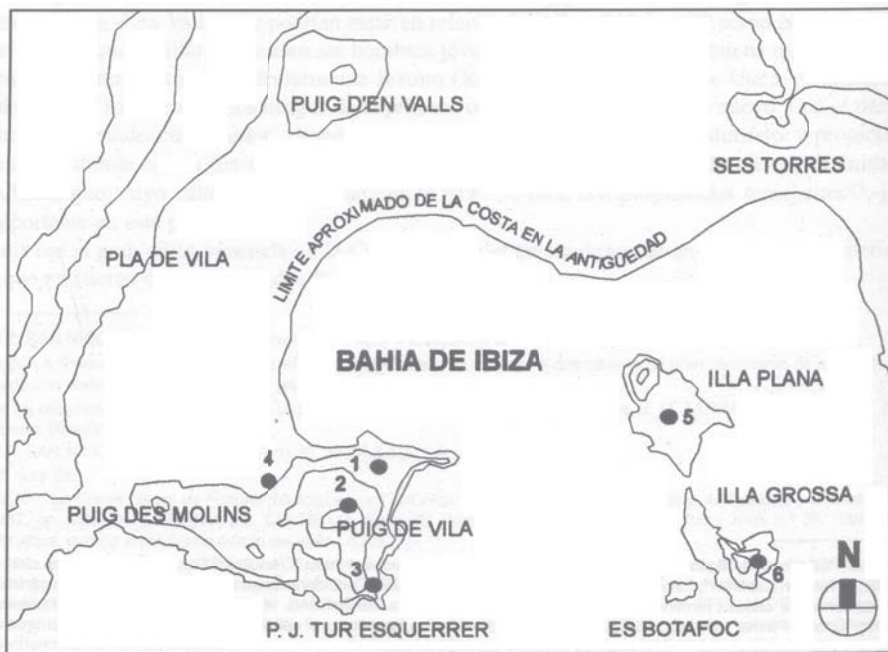 PUIG D'EN VALLS
SES TORRES
LIMITE APROXIMADO DE LA COSTA EN LA ANTIGÜEDAD
PLA DE VILA
BAHIA DE IBIZA
ILLA PLANA
5
4
1
2
PUIG DES MOLINS
PUIG DE VILA
ILLA GROSSA
N
3
6
P. J. TUR ESQUERRER
ES BOTAFOC